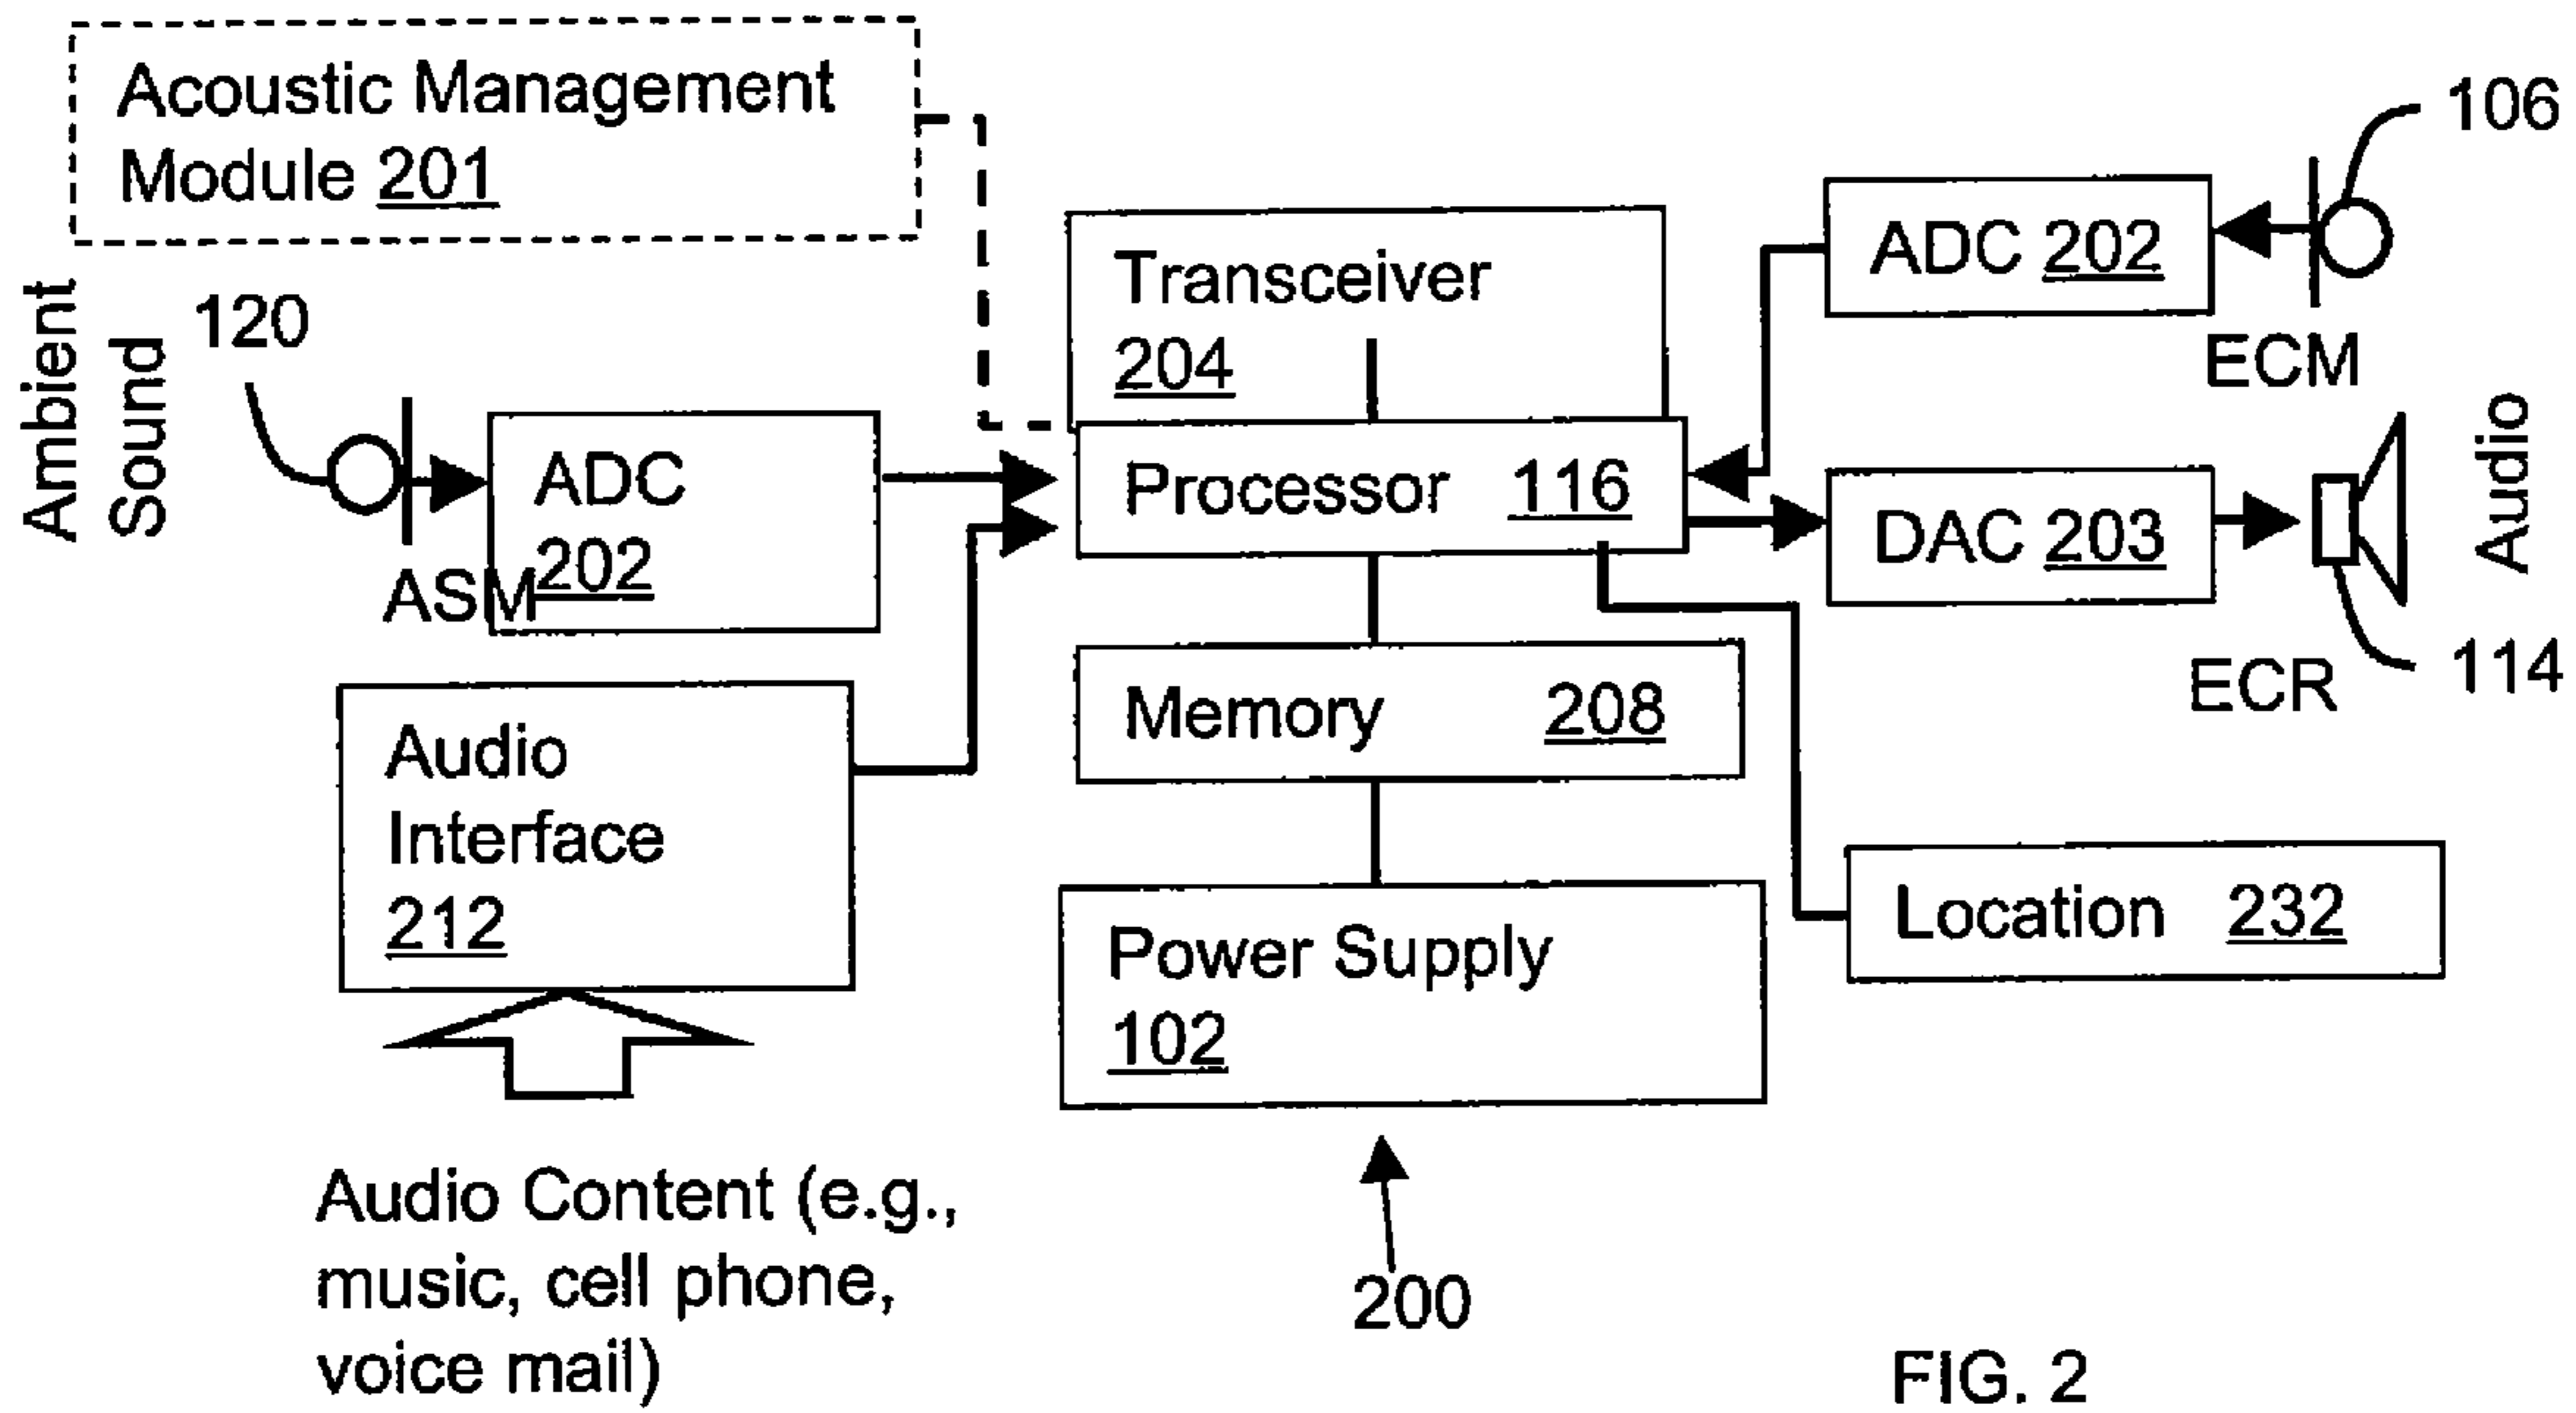 Acoustic Management
Module 201
106
Ambient
Sound
120
Transceiver
204
ADC 202
ECM
ADC
202
ASM
Processor 116
DAC 203
Audio
ECR
114
Audio
Interface
212
Memory 208
Location 232
Power Supply
102
Audio Content (e.g.,
music, cell phone,
voice mail)
200
FIG. 2